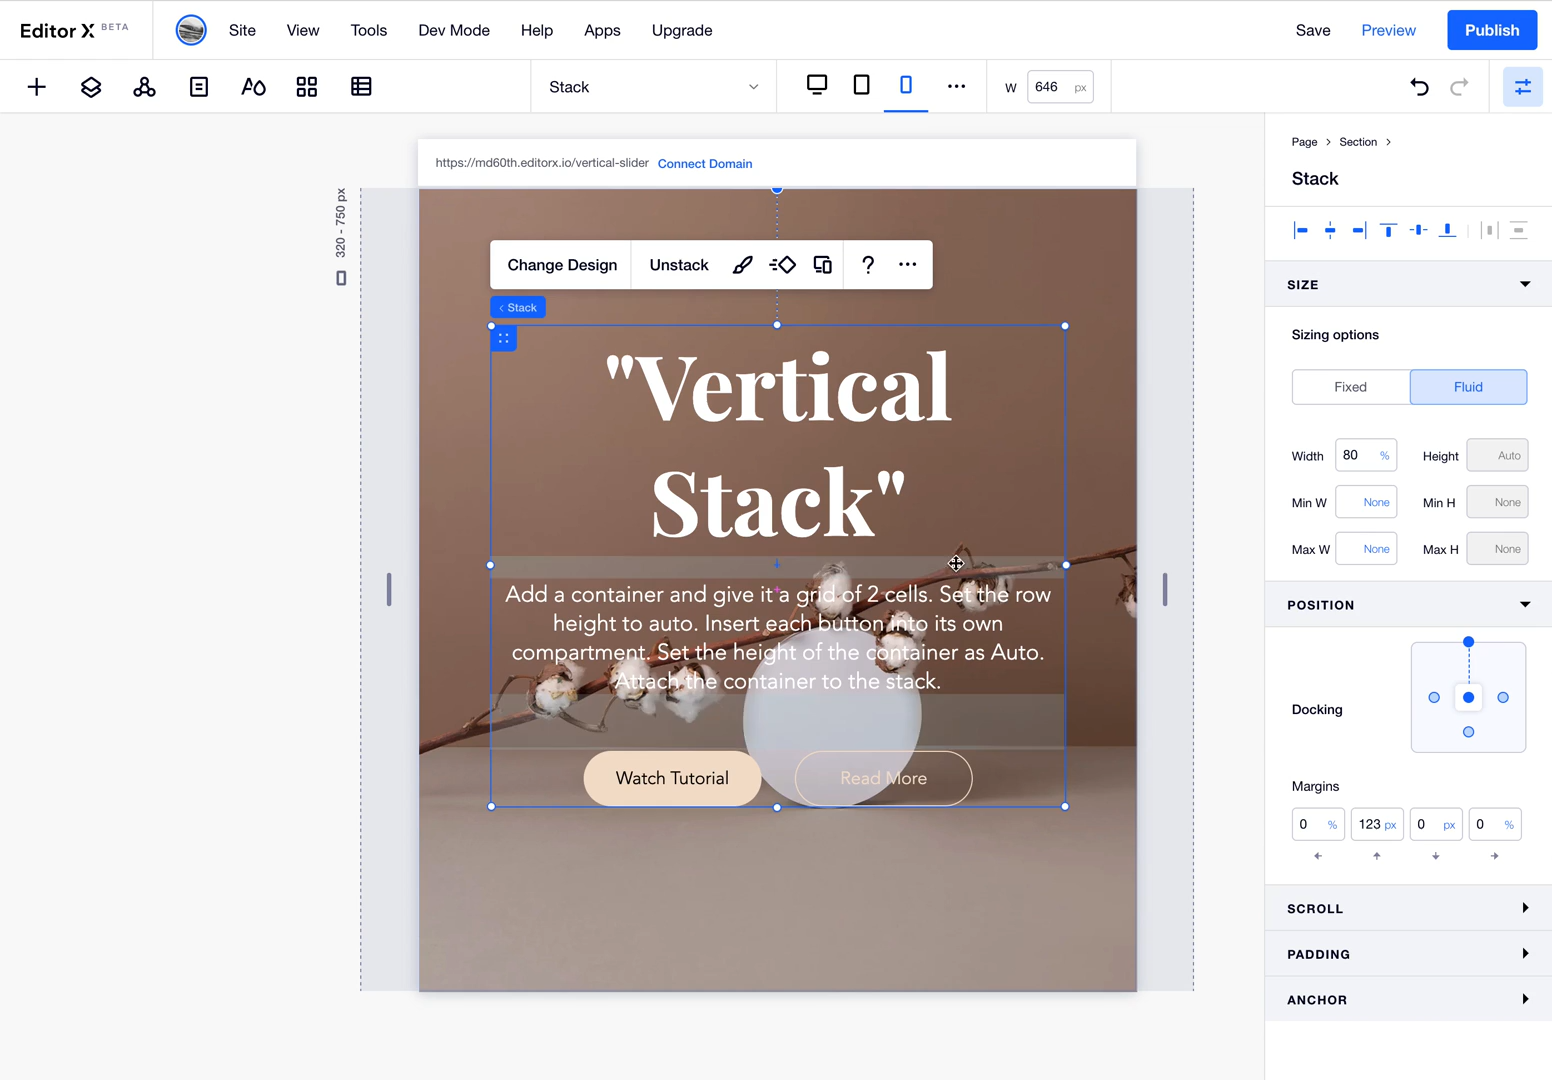 Editor X BETA
Site View Tools Dev Mode Help Apps Upgrade
Save Preview Publish
Stack
W 646 px
https://md60th.editorx.io/vertical-slider Connect Domain
320 - 750 px
Change Design Unstack ?
< Stack
"Vertical
Stack"
Add a container and give it a grid of 2 cells. Set the row
height to auto. Insert each button into its own
compartment. Set the height of the container as Auto.
Attach the container to the stack.
Watch Tutorial Read More
Page > Section >
Stack
SIZE
Sizing options
Fixed Fluid
Width 80 % Height Auto
Min W None Min H None
Max W None Max H None
POSITION
Docking
Margins
0 % 123 px 0 px 0 %
SCROLL
PADDING
ANCHOR